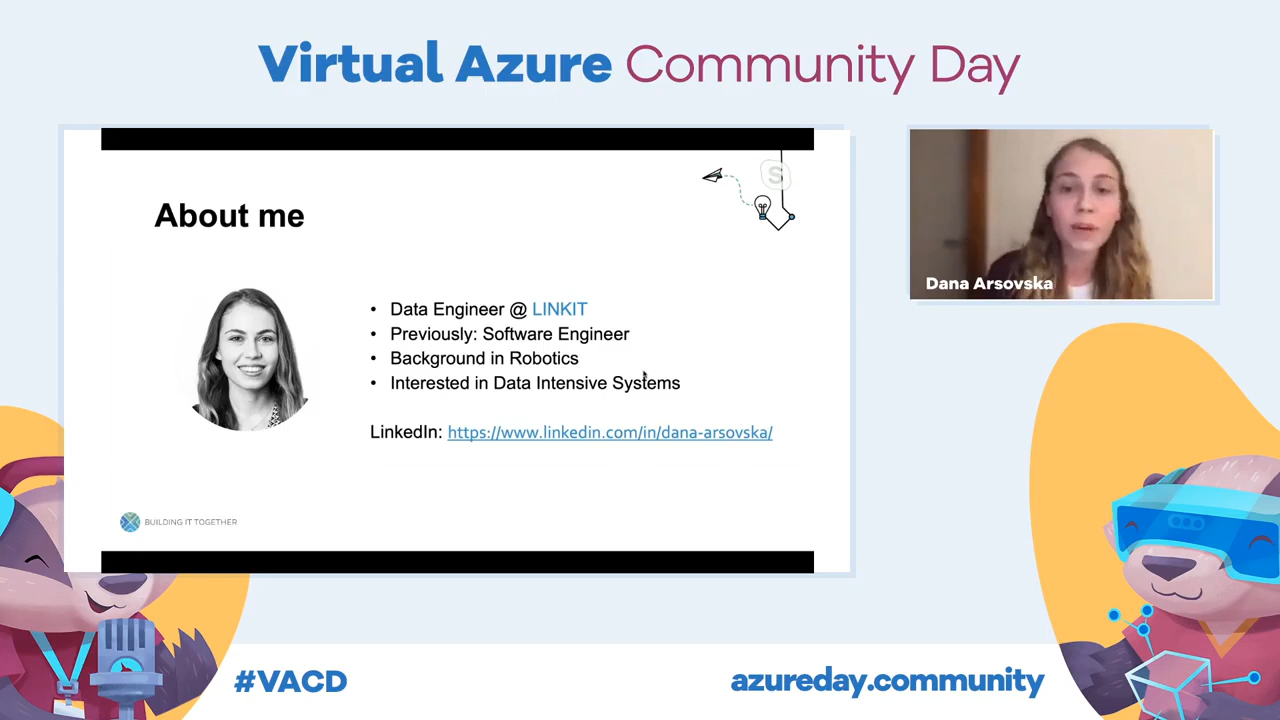 Virtual Azure Community Day
About me
S
• Data Engineer @ LINKIT
• Previously: Software Engineer
• Background in Robotics
• Interested in Data Intensive Systems
LinkedIn: https://www.linkedin.com/in/dana-arsovska/
BUILDING IT TOGETHER
Dana Arsovska
#VACD
azureday.community